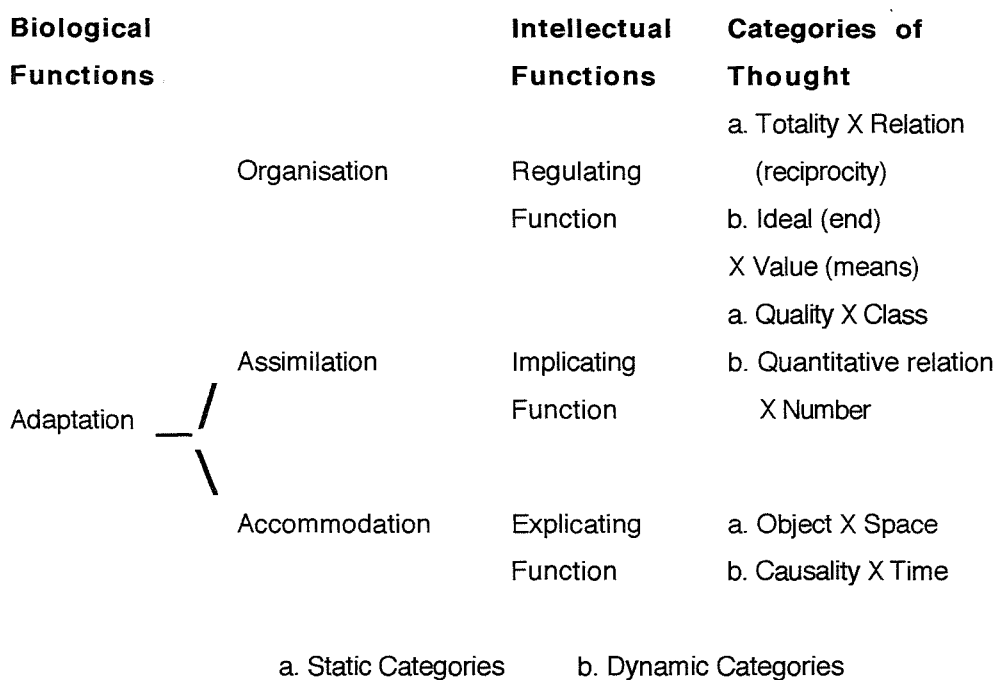 Biological Intellectual Categories of
Functions Functions Thought
a. Totality X Relation
Organisation Regulating (reciprocity)
Function b. Ideal (end)
X Value (means)
a. Quality X Class
Assimilation Implicating b. Quantitative relation
Adaptation Function X Number
Accommodation Explicating a. Object X Space
Function b. Causality X Time
a. Static Categories b. Dynamic Categories